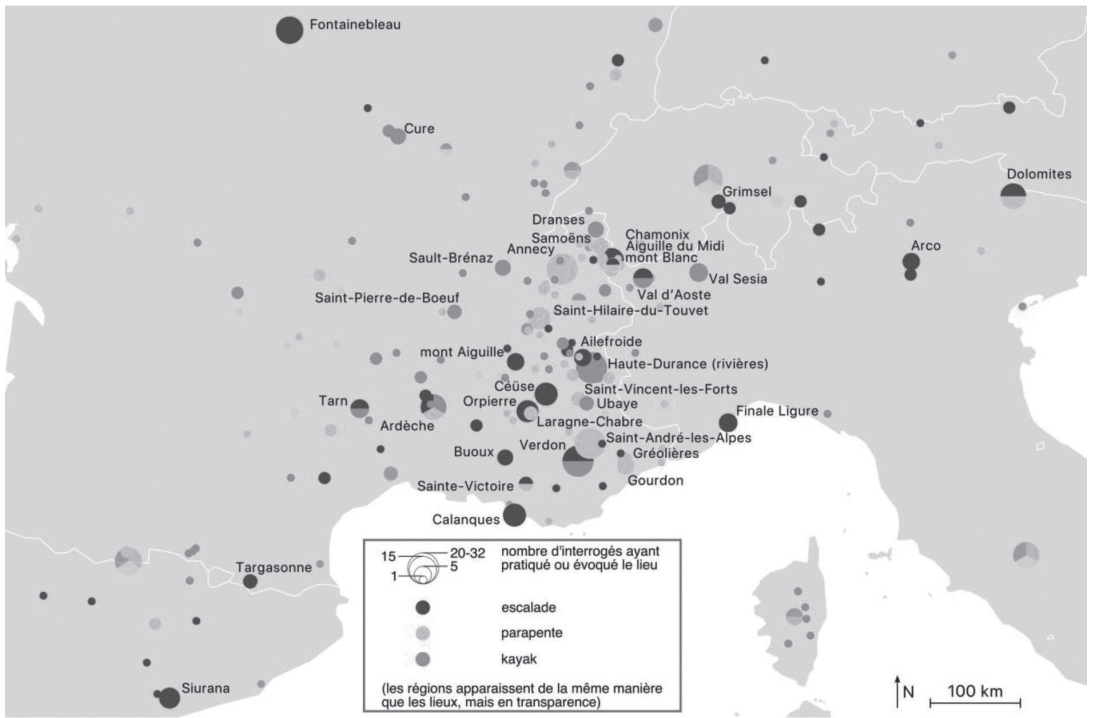 Fontainebleau
Cure
Dolomites
Grimsel
Dranses
Chamonix
Samoëns
Aiguille du Midi
Annecy
mont Blanc
Arco
Sault-Brénaz
Val Sesia
Val d'Aoste
Saint-Pierre-de-Boeuf
Saint-Hilaire-du-Touvet
Ailefroide
mont Aiguille
Haute-Durance (rivières)
Céüse
Saint-Vincent-les-Forts
Tarn
Orpierre
Ubaye
Finale Ligure
Ardèche
Laragne-Chabre
Saint-André-les-Alpes
Verdon
Buoux
Gréolières
Gourdon
Sainte-Victoire
Calanques
Targasonne
Siurana
15
20-32
5
1
nombre d'interrogés ayant
pratiqué ou évoqué le lieu
escalade
parapente
kayak
(les régions apparaissent de la même manière
que les lieux, mais en transparence)
N
100 km